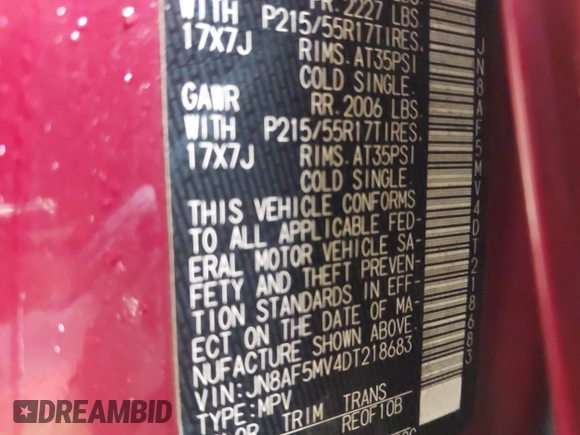 FR. 2227 LBS.
WITH P215/55R17TIRES.
17X7J RIMS. AT35PSI
COLD SINGLE.
GAWR RR. 2006 LBS.
WITH P215/55R17TIRES.
17X7J RIMS. AT35PSI
COLD SINGLE.
THIS VEHICLE CONFORMS
TO ALL APPLICABLE FED-
ERAL MOTOR VEHICLE SA-
FETY AND THEFT PREVEN-
TION STANDARDS IN EFF-
ECT ON THE DATE OF MA-
NUFACTURE SHOWN ABOVE.
VIN:JN8AF5MV4DT218683
TYPE:MPV
COLOR TRIM TRANS
RE0F10B
JN8AF5MV4DT218683
DREAMBID